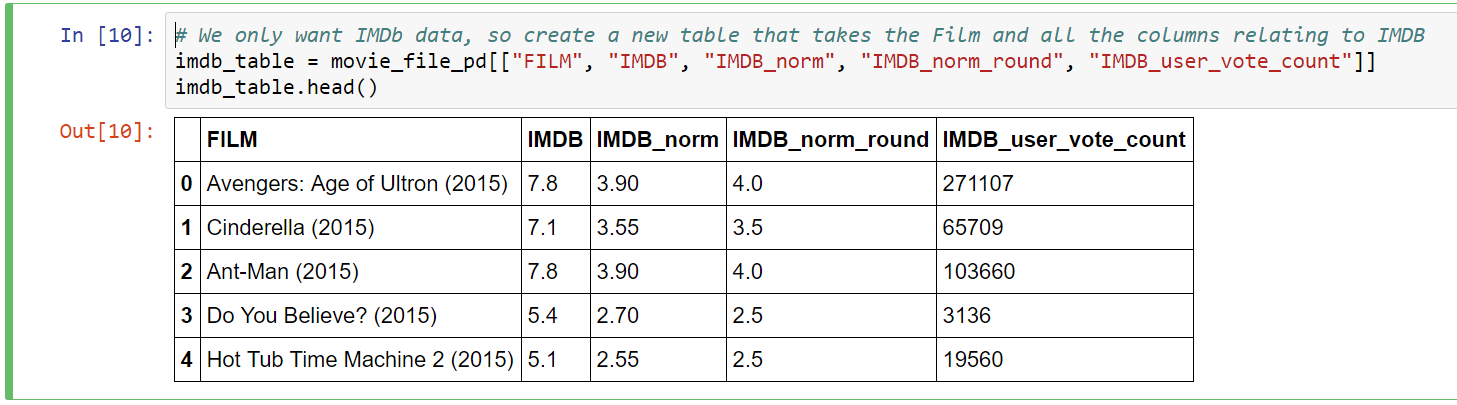 In [10]: # We only want IMDb data, so create a new table that takes the Film and all the columns relating to IMDB
imdb_table = movie_file_pd[["FILM", "IMDB", "IMDB_norm", "IMDB_norm_round", "IMDB_user_vote_count"]]
imdb_table.head()
Out[10]:
FILM IMDB IMDB_norm IMDB_norm_round IMDB_user_vote_count
0 Avengers: Age of Ultron (2015) 7.8 3.90 4.0 271107
1 Cinderella (2015) 7.1 3.55 3.5 65709
2 Ant-Man (2015) 7.8 3.90 4.0 103660
3 Do You Believe? (2015) 5.4 2.70 2.5 3136
4 Hot Tub Time Machine 2 (2015) 5.1 2.55 2.5 19560